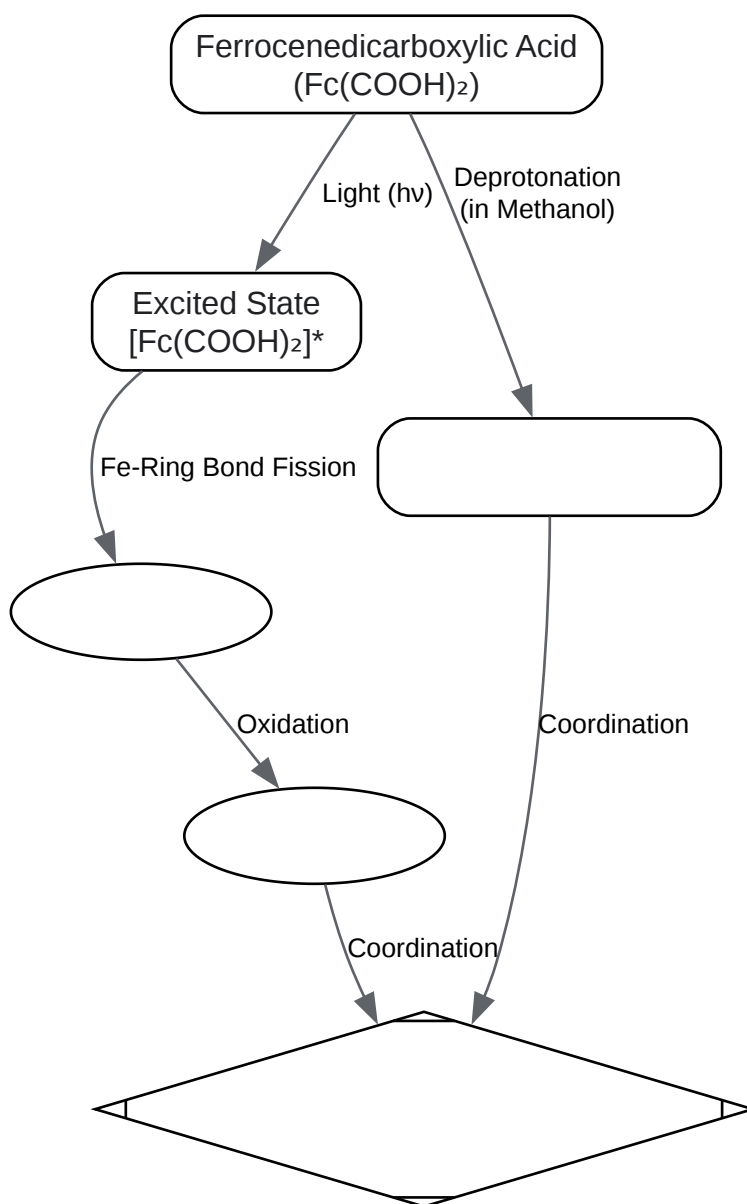 Ferrocenedicarboxylic Acid
(Fc(COOH)₂)
Light (hν)
Deprotonation
(in Methanol)
Excited State
[Fc(COOH)₂]*
Fe-Ring Bond Fission
Oxidation
Coordination
Coordination